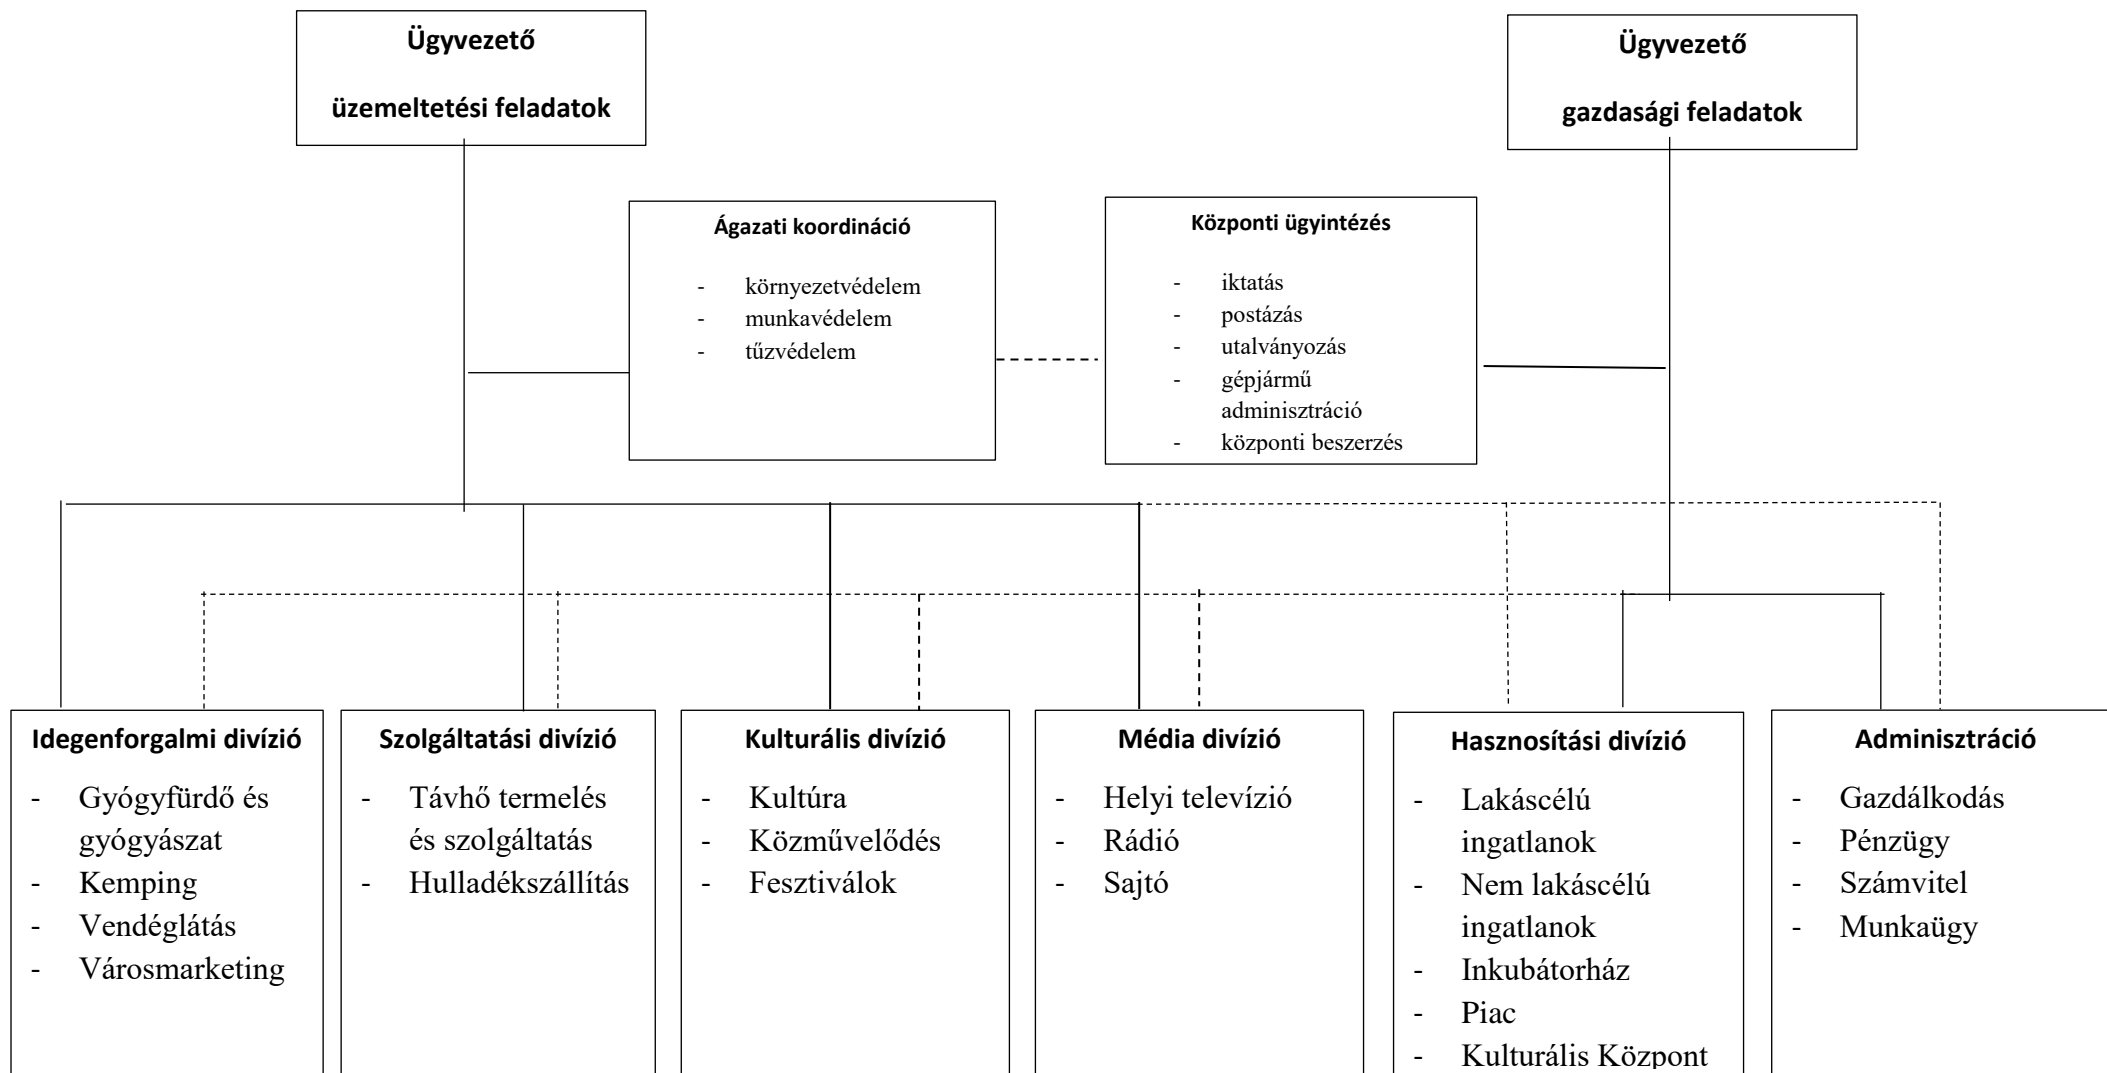 Ügyvezető
üzemeltetési feladatok
Ügyvezető
gazdasági feladatok
Ágazati koordináció
- környezetvédelem
- munkavédelem
- tűzvédelem
Központi ügyintézés
- iktatás
- postázás
- utalványozás
- gépjármű
adminisztráció
- központi beszerzés
Idegenforgalmi divízió
- Gyógyfürdő és
gyógyászat
- Kemping
- Vendéglátás
- Városmarketing
Szolgáltatási divízió
- Távhő termelés
és szolgáltatás
- Hulladékszállítás
Kulturális divízió
- Kultúra
- Közművelődés
- Fesztiválok
Média divízió
- Helyi televízió
- Rádió
- Sajtó
Hasznosítási divízió
- Lakáscélú
ingatlanok
- Nem lakáscélú
ingatlanok
- Inkubátorház
- Piac
- Kulturális Központ
Adminisztráció
- Gazdálkodás
- Pénzügy
- Számvitel
- Munkaügy